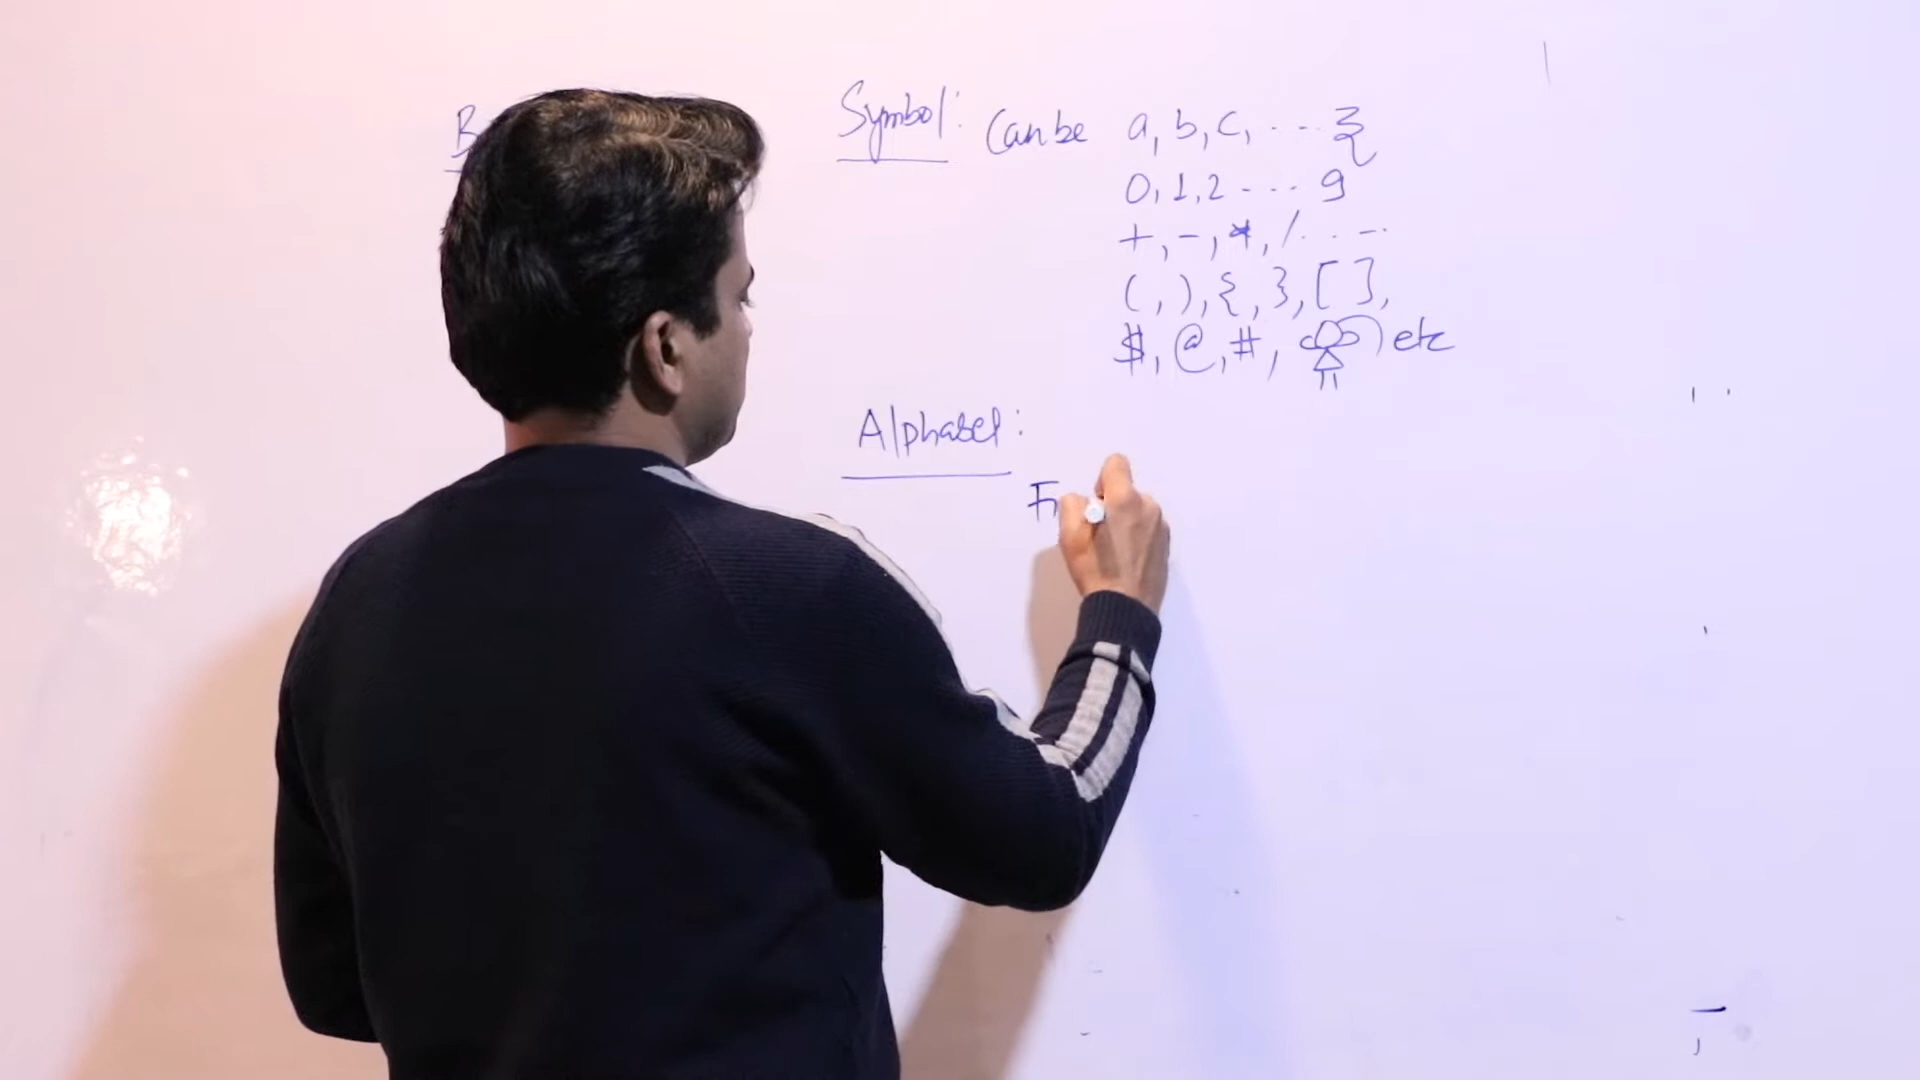 Symbol: Can be a, b, c, ... z
0, 1, 2 - - - . 9
+, -, *, / . . - .
( , ), {, }, [ ],
$, @, #, etc
Alphabet: